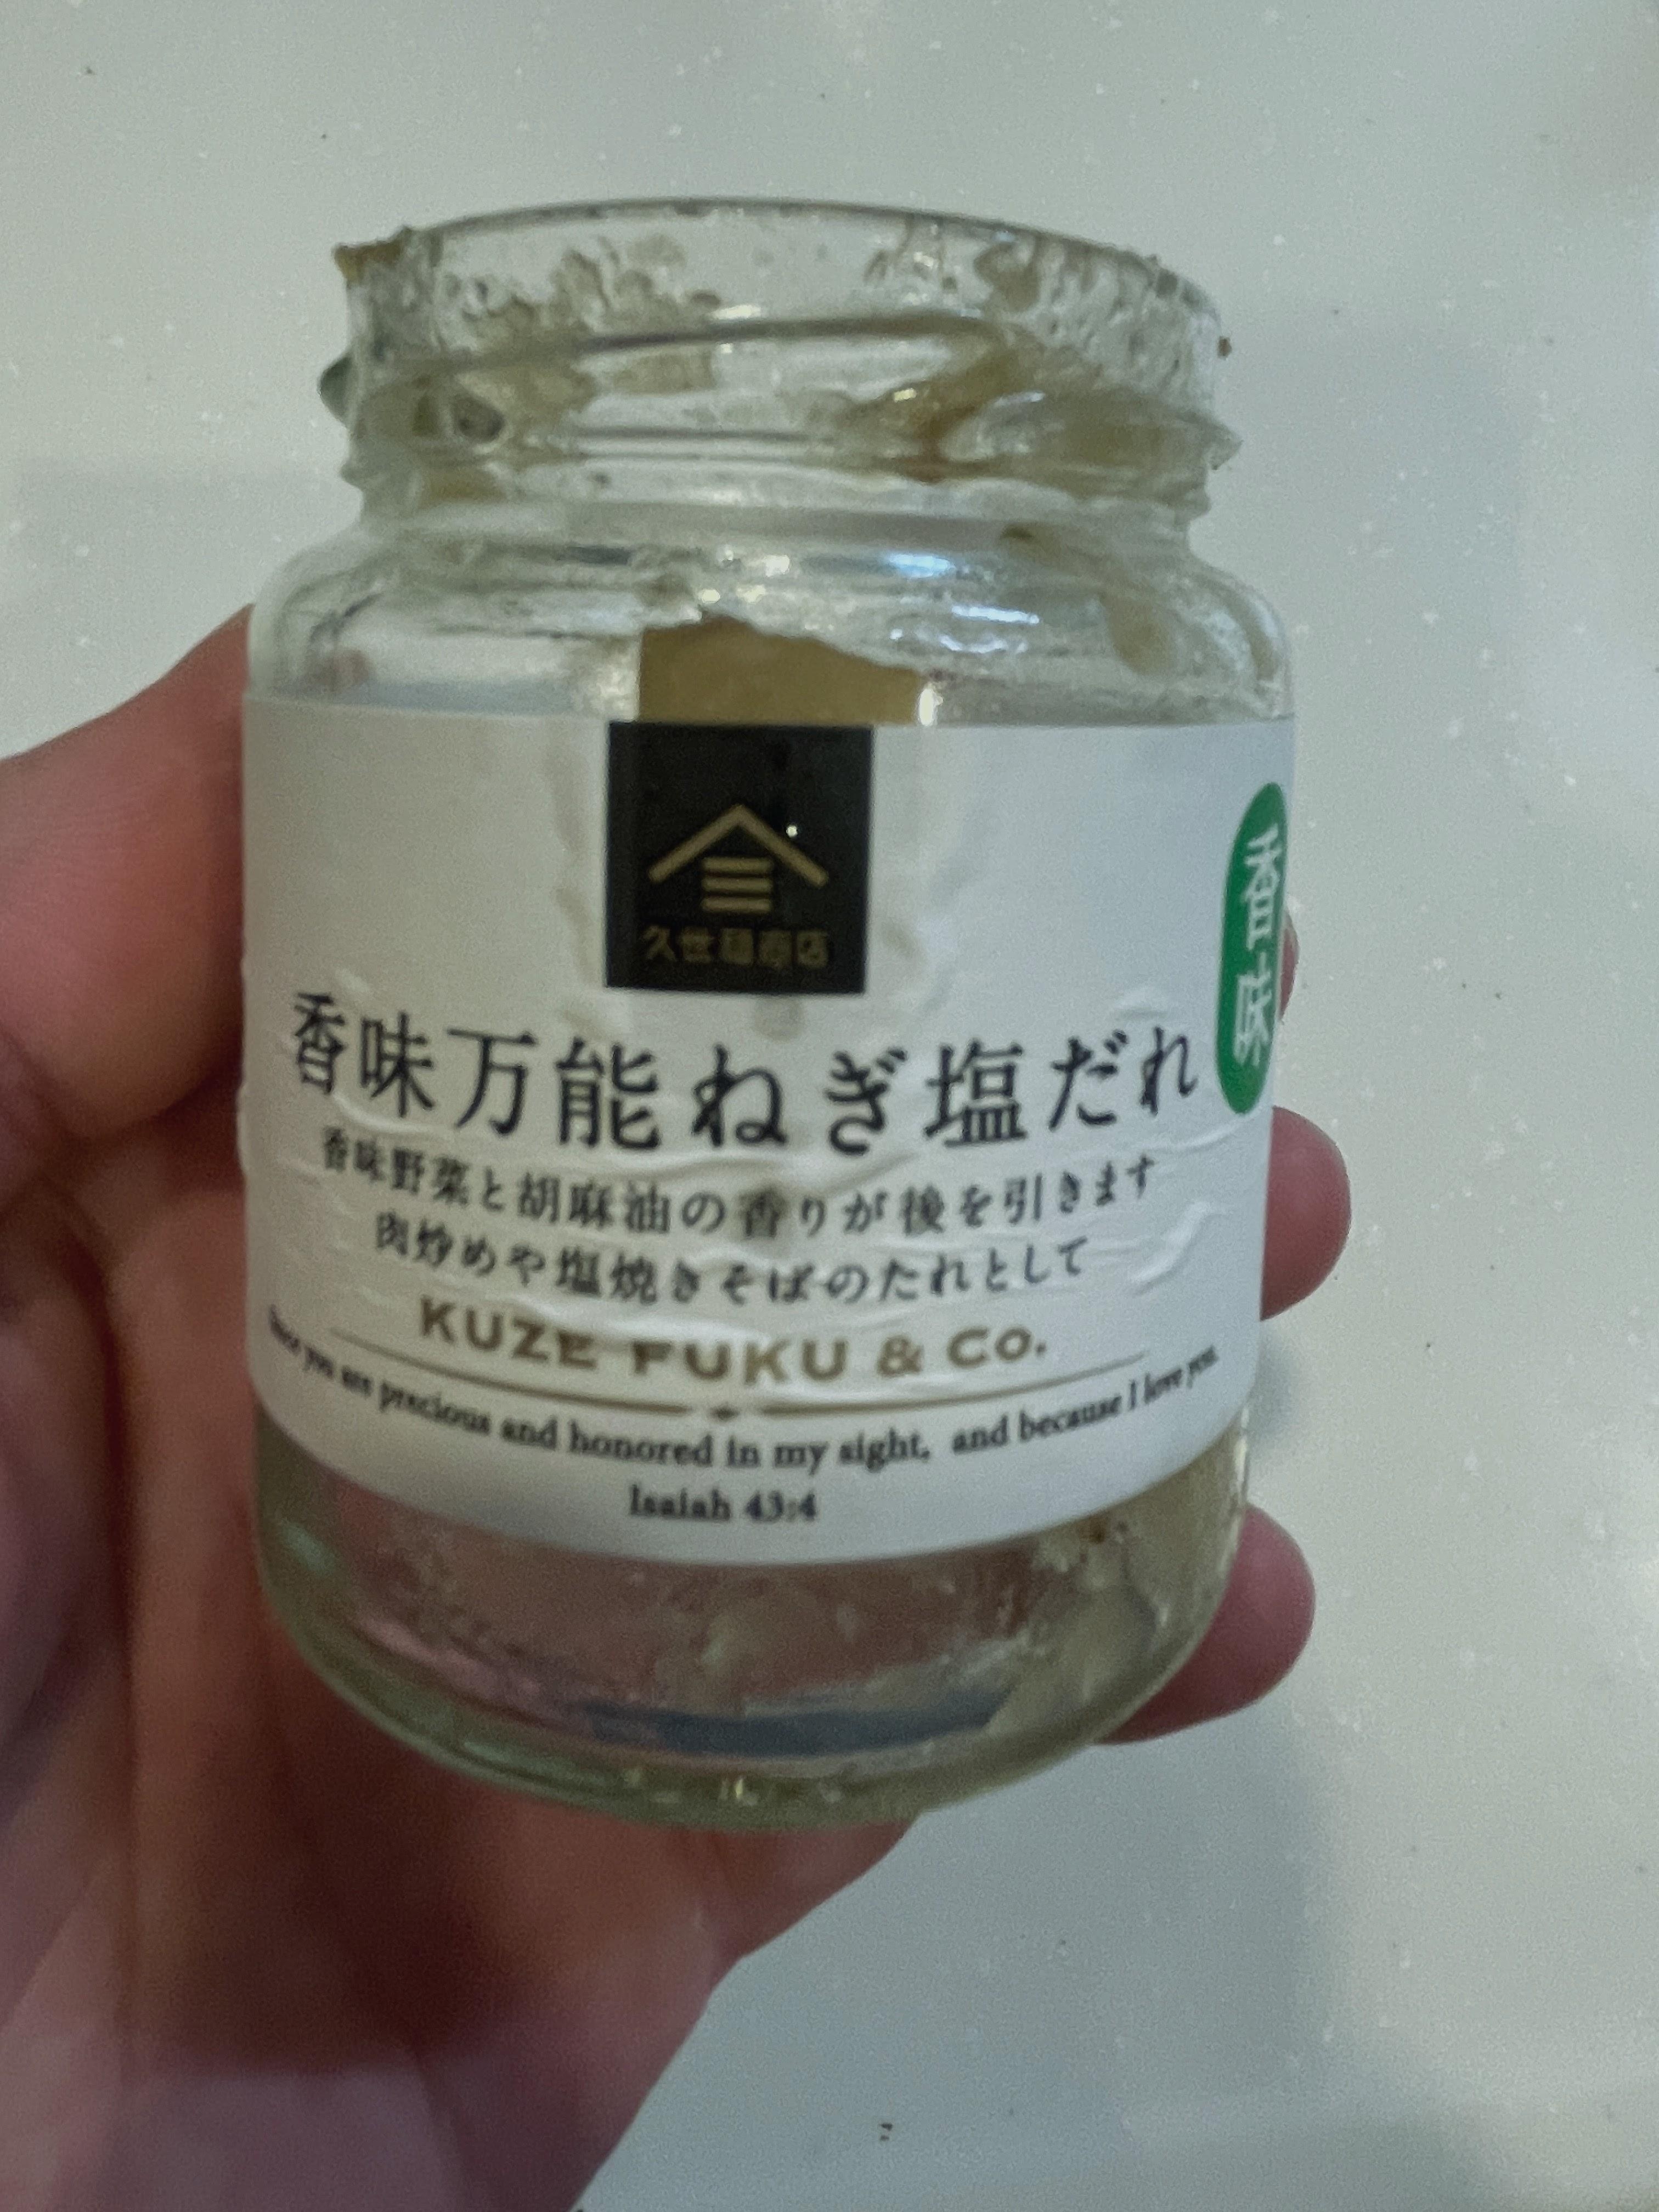 久世福商店
香味
香味万能ねぎ塩だれ
香味野菜と胡麻油の香りが後を引きます
肉炒めや塩焼きそばのたれとして
KUZE FUKU & Co.
Since you are precious and honored in my sight, and because I love you.
Isaiah 43:4